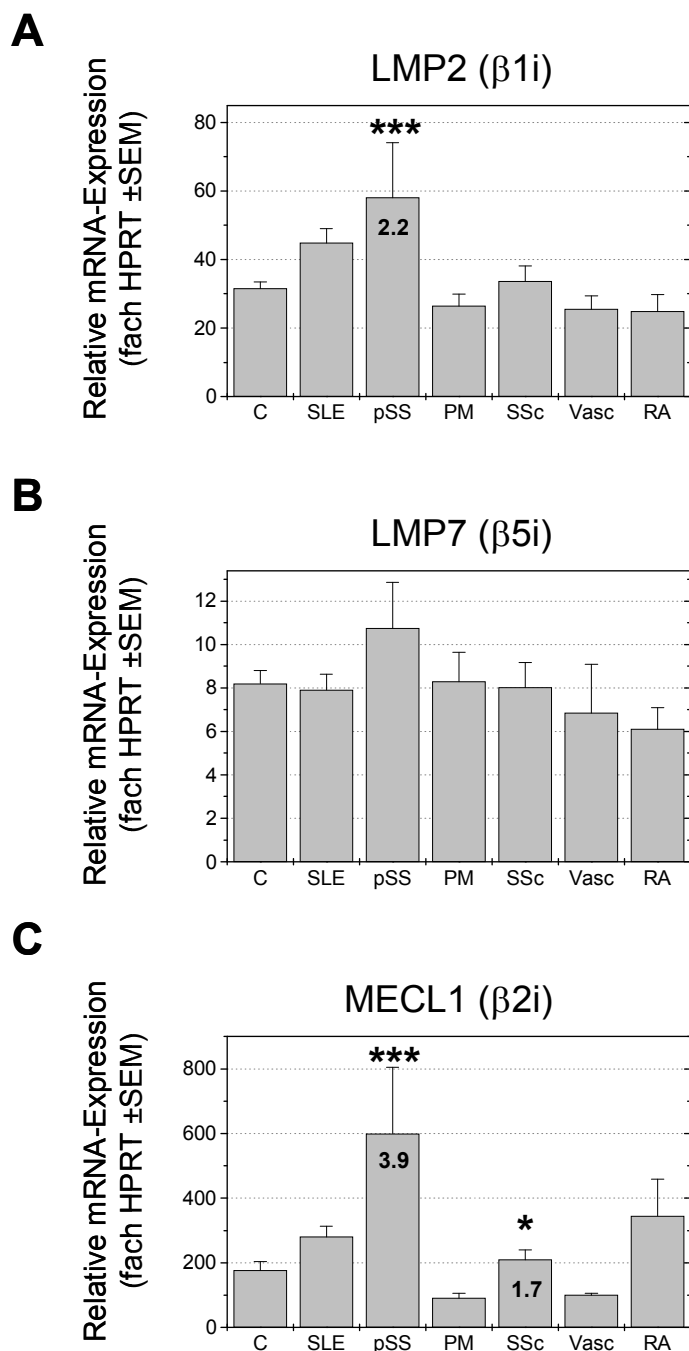 A
LMP2 (β1i)
Relative mRNA-Expression
(fach HPRT ±SEM)
80
60
40
20
0
***
2.2
C SLE pSS PM SSc Vasc RA
B
LMP7 (β5i)
Relative mRNA-Expression
(fach HPRT ±SEM)
12
10
8
6
4
2
0
C SLE pSS PM SSc Vasc RA
C
MECL1 (β2i)
Relative mRNA-Expression
(fach HPRT ±SEM)
800
600
400
200
0
***
3.9
*
1.7
C SLE pSS PM SSc Vasc RA